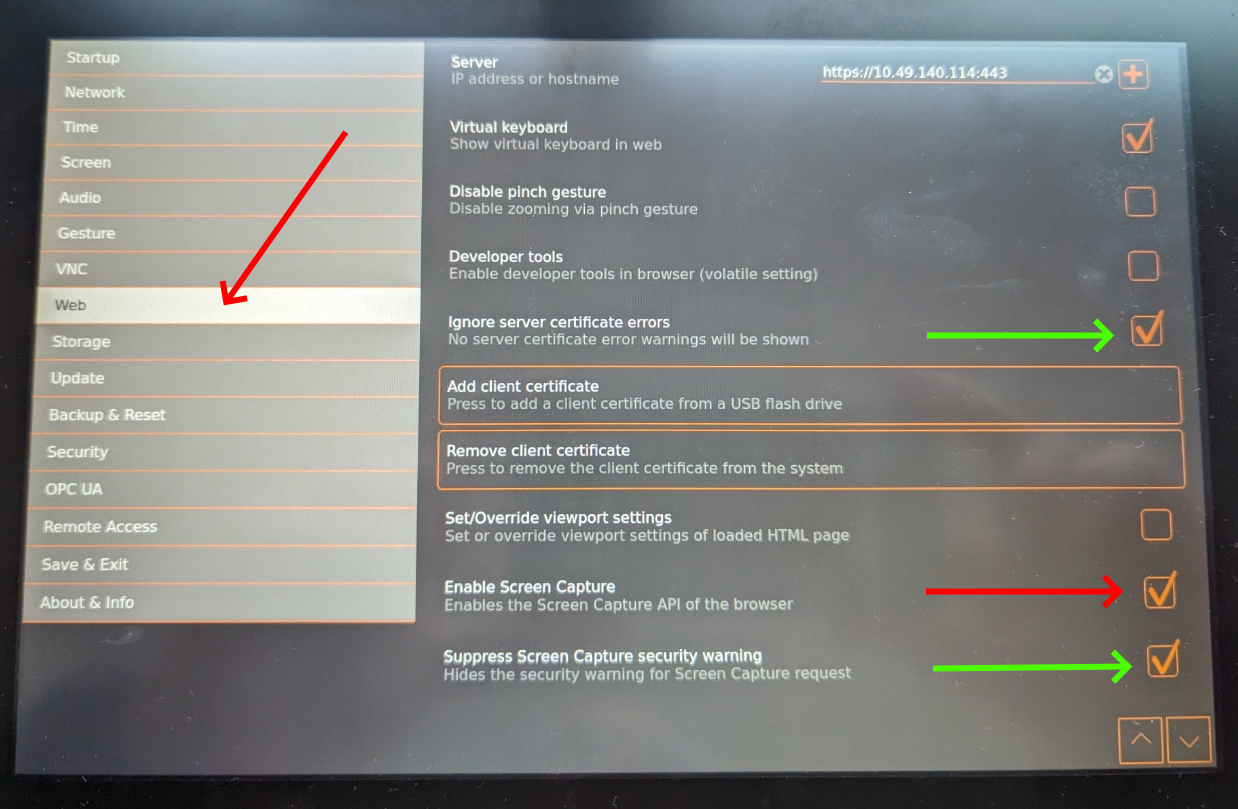 Startup
Network
Time
Screen
Audio
Gesture
VNC
Web
Storage
Update
Backup & Reset
Security
OPC UA
Remote Access
Save & Exit
About & Info
Server
IP address or hostname
https://10.49.140.114:443
Virtual keyboard
Show virtual keyboard in web
Disable pinch gesture
Disable zooming via pinch gesture
Developer tools
Enable developer tools in browser (volatile setting)
Ignore server certificate errors
No server certificate error warnings will be shown
Add client certificate
Press to add a client certificate from a USB flash drive
Remove client certificate
Press to remove the client certificate from the system
Set/Override viewport settings
Set or override viewport settings of loaded HTML page
Enable Screen Capture
Enables the Screen Capture API of the browser
Suppress Screen Capture security warning
Hides the security warning for Screen Capture request